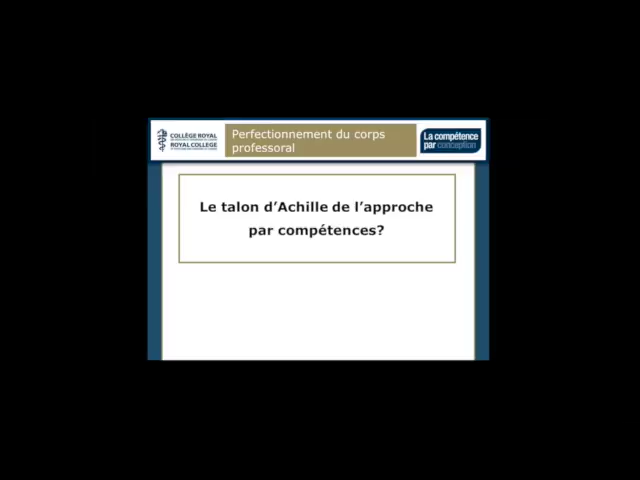 COLLÈGE ROYAL
ROYAL COLLEGE
Perfectionnement du corps
professoral
La compétence
par conception
Le talon d’Achille de l’approche
par compétences?